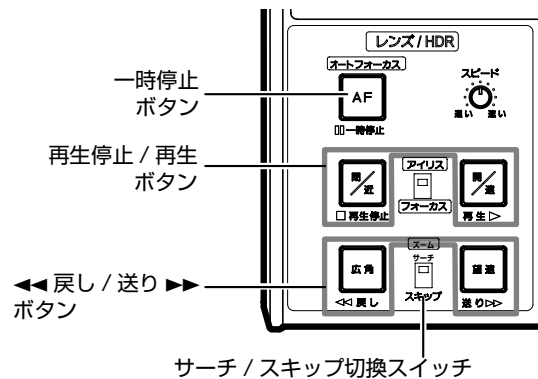 レンズ/HDR
オートフォーカス
スピード
一時停止
ボタン
AF
遅い 速い
▯▯一時停止
再生停止 / 再生
ボタン
閉/近
アイリス
フォーカス
開/遠
□再生停止
再生▷
ズーム
サーチ
スキップ
広角
望遠
◀◀ 戻し / 送り ▶▶
ボタン
◁◁戻し
送り▷▷
サーチ / スキップ切換スイッチ